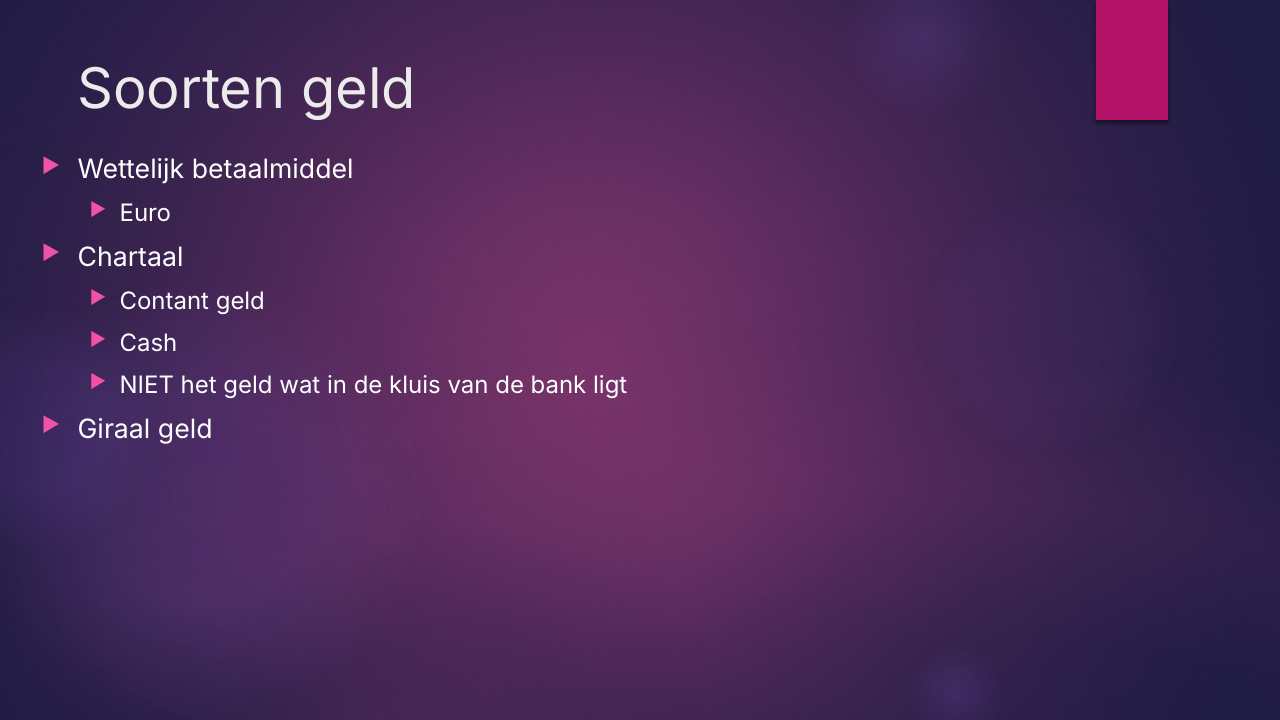 Soorten geld
Wettelijk betaalmiddel
Euro
Chartaal
Contant geld
Cash
NIET het geld wat in de kluis van de bank ligt
Giraal geld